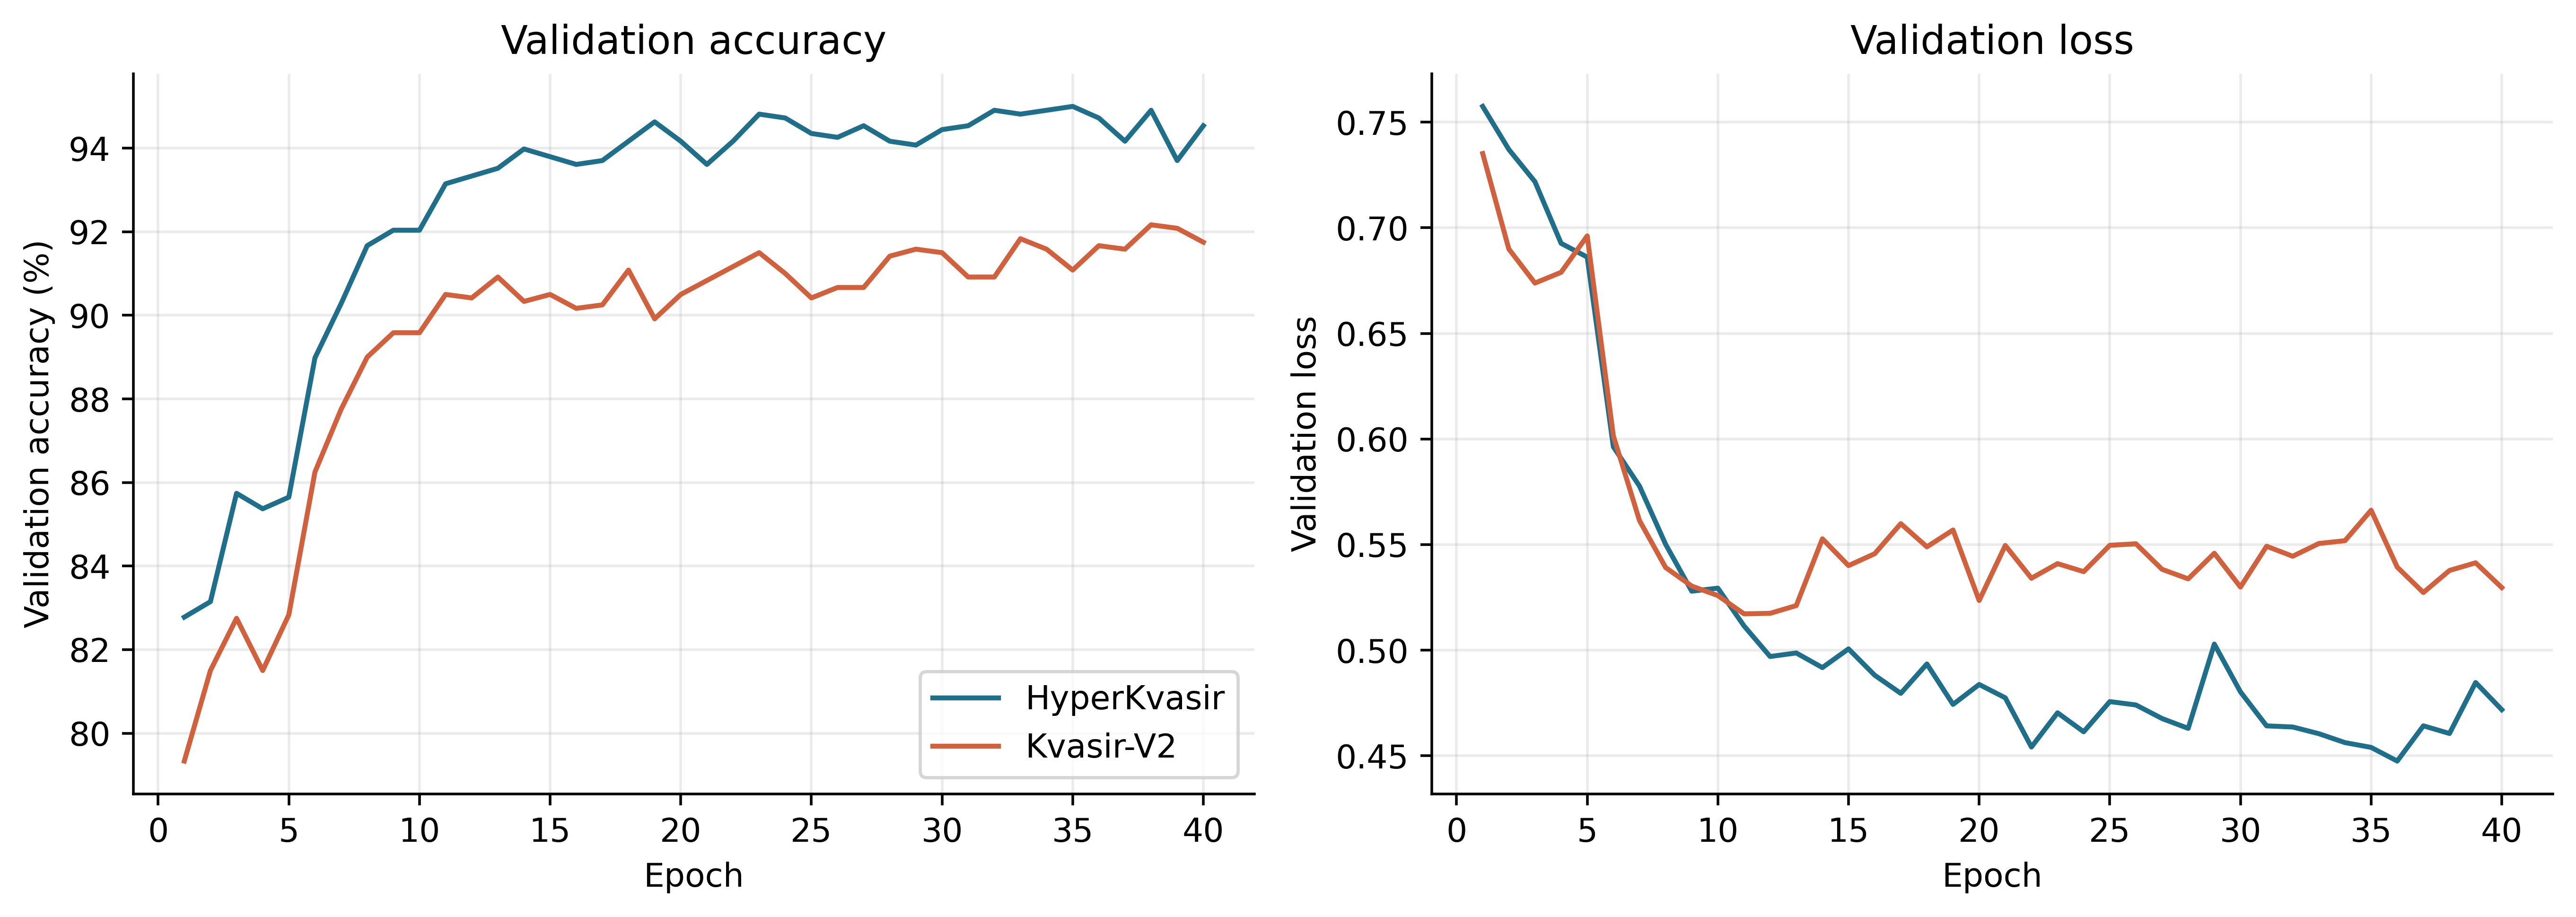 Validation accuracy
Validation accuracy (%)
94
92
90
88
86
84
82
80
0 5 10 15 20 25 30 35 40
Epoch
HyperKvasir
Kvasir-V2
Validation loss
Validation loss
0.75
0.70
0.65
0.60
0.55
0.50
0.45
0 5 10 15 20 25 30 35 40
Epoch